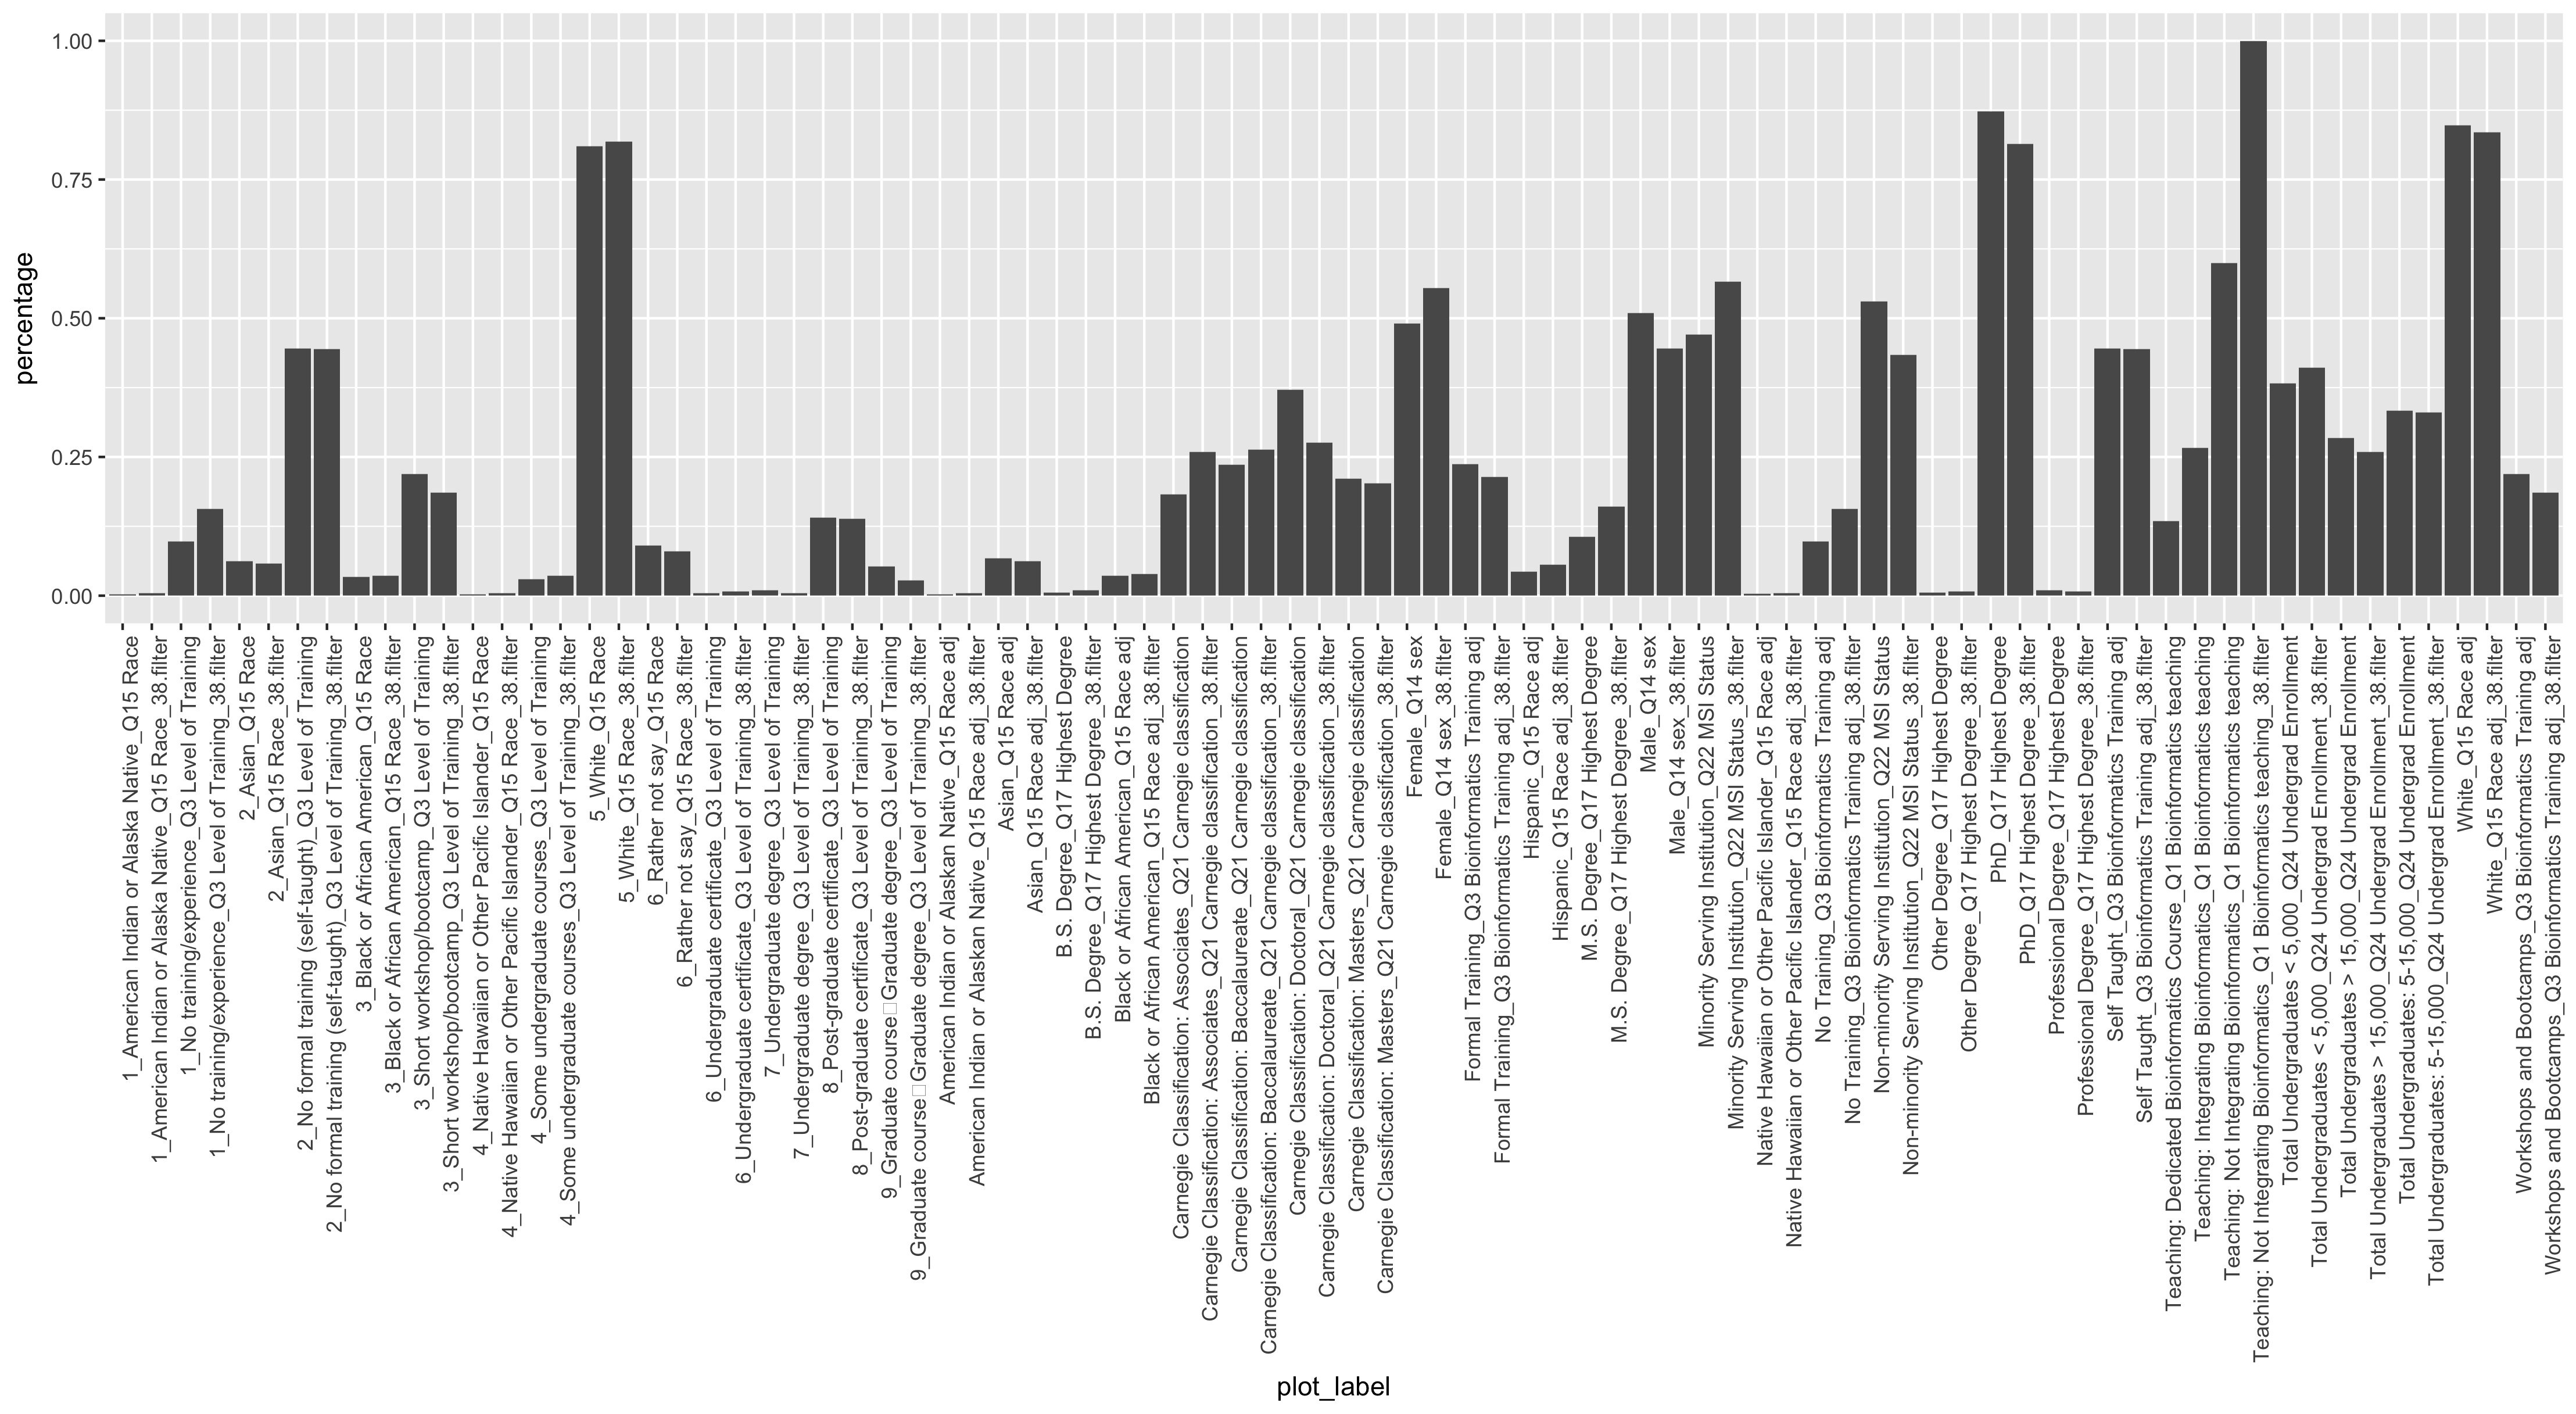 1.00
0.75
0.50
0.25
0.00
percentage
1_American Indian or Alaska Native_Q15 Race
1_American Indian or Alaska Native_Q15 Race_38.filter
1_No training/experience_Q3 Level of Training
1_No training/experience_Q3 Level of Training_38.filter
2_Asian_Q15 Race
2_Asian_Q15 Race_38.filter
2_No formal training (self-taught)_Q3 Level of Training
2_No formal training (self-taught)_Q3 Level of Training_38.filter
3_Black or African American_Q15 Race
3_Black or African American_Q15 Race_38.filter
3_Short workshop/bootcamp_Q3 Level of Training
3_Short workshop/bootcamp_Q3 Level of Training_38.filter
4_Native Hawaiian or Other Pacific Islander_Q15 Race
4_Native Hawaiian or Other Pacific Islander_Q15 Race_38.filter
4_Some undergraduate courses_Q3 Level of Training
4_Some undergraduate courses_Q3 Level of Training_38.filter
5_White_Q15 Race
5_White_Q15 Race_38.filter
6_Rather not say_Q15 Race
6_Rather not say_Q15 Race_38.filter
6_Undergraduate certificate_Q3 Level of Training
6_Undergraduate certificate_Q3 Level of Training_38.filter
7_Undergraduate degree_Q3 Level of Training
7_Undergraduate degree_Q3 Level of Training_38.filter
8_Post-graduate certificate_Q3 Level of Training
8_Post-graduate certificate_Q3 Level of Training_38.filter
9_Graduate course□Graduate degree_Q3 Level of Training
9_Graduate course□Graduate degree_Q3 Level of Training_38.filter
American Indian or Alaskan Native_Q15 Race adj
American Indian or Alaskan Native_Q15 Race adj_38.filter
Asian_Q15 Race adj
Asian_Q15 Race adj_38.filter
B.S. Degree_Q17 Highest Degree
B.S. Degree_Q17 Highest Degree_38.filter
Black or African American_Q15 Race adj
Black or African American_Q15 Race adj_38.filter
Carnegie Classification: Associates_Q21 Carnegie classification
Carnegie Classification: Associates_Q21 Carnegie classification_38.filter
Carnegie Classification: Baccalaureate_Q21 Carnegie classification
Carnegie Classification: Baccalaureate_Q21 Carnegie classification_38.filter
Carnegie Classification: Doctoral_Q21 Carnegie classification
Carnegie Classification: Doctoral_Q21 Carnegie classification_38.filter
Carnegie Classification: Masters_Q21 Carnegie classification
Carnegie Classification: Masters_Q21 Carnegie classification_38.filter
Female_Q14 sex
Female_Q14 sex_38.filter
Formal Training_Q3 Bioinformatics Training adj
Formal Training_Q3 Bioinformatics Training adj_38.filter
Hispanic_Q15 Race adj
Hispanic_Q15 Race adj_38.filter
M.S. Degree_Q17 Highest Degree
M.S. Degree_Q17 Highest Degree_38.filter
Male_Q14 sex
Male_Q14 sex_38.filter
Minority Serving Institution_Q22 MSI Status
Minority Serving Institution_Q22 MSI Status_38.filter
Native Hawaiian or Other Pacific Islander_Q15 Race adj
Native Hawaiian or Other Pacific Islander_Q15 Race adj_38.filter
No Training_Q3 Bioinformatics Training adj
No Training_Q3 Bioinformatics Training adj_38.filter
Non-minority Serving Institution_Q22 MSI Status
Non-minority Serving Institution_Q22 MSI Status_38.filter
Other Degree_Q17 Highest Degree
Other Degree_Q17 Highest Degree_38.filter
PhD_Q17 Highest Degree
PhD_Q17 Highest Degree_38.filter
Professional Degree_Q17 Highest Degree
Professional Degree_Q17 Highest Degree_38.filter
Self Taught_Q3 Bioinformatics Training adj
Self Taught_Q3 Bioinformatics Training adj_38.filter
Teaching: Dedicated Bioinformatics Course_Q1 Bioinformatics teaching
Teaching: Integrating Bioinformatics_Q1 Bioinformatics teaching
Teaching: Not Integrating Bioinformatics_Q1 Bioinformatics teaching
Teaching: Not Integrating Bioinformatics_Q1 Bioinformatics teaching_38.filter
Total Undergraduates < 5,000_Q24 Undergrad Enrollment
Total Undergraduates < 5,000_Q24 Undergrad Enrollment_38.filter
Total Undergraduates > 15,000_Q24 Undergrad Enrollment
Total Undergraduates > 15,000_Q24 Undergrad Enrollment_38.filter
Total Undergraduates: 5-15,000_Q24 Undergrad Enrollment
Total Undergraduates: 5-15,000_Q24 Undergrad Enrollment_38.filter
White_Q15 Race adj
White_Q15 Race adj_38.filter
Workshops and Bootcamps_Q3 Bioinformatics Training adj
Workshops and Bootcamps_Q3 Bioinformatics Training adj_38.filter
plot_label